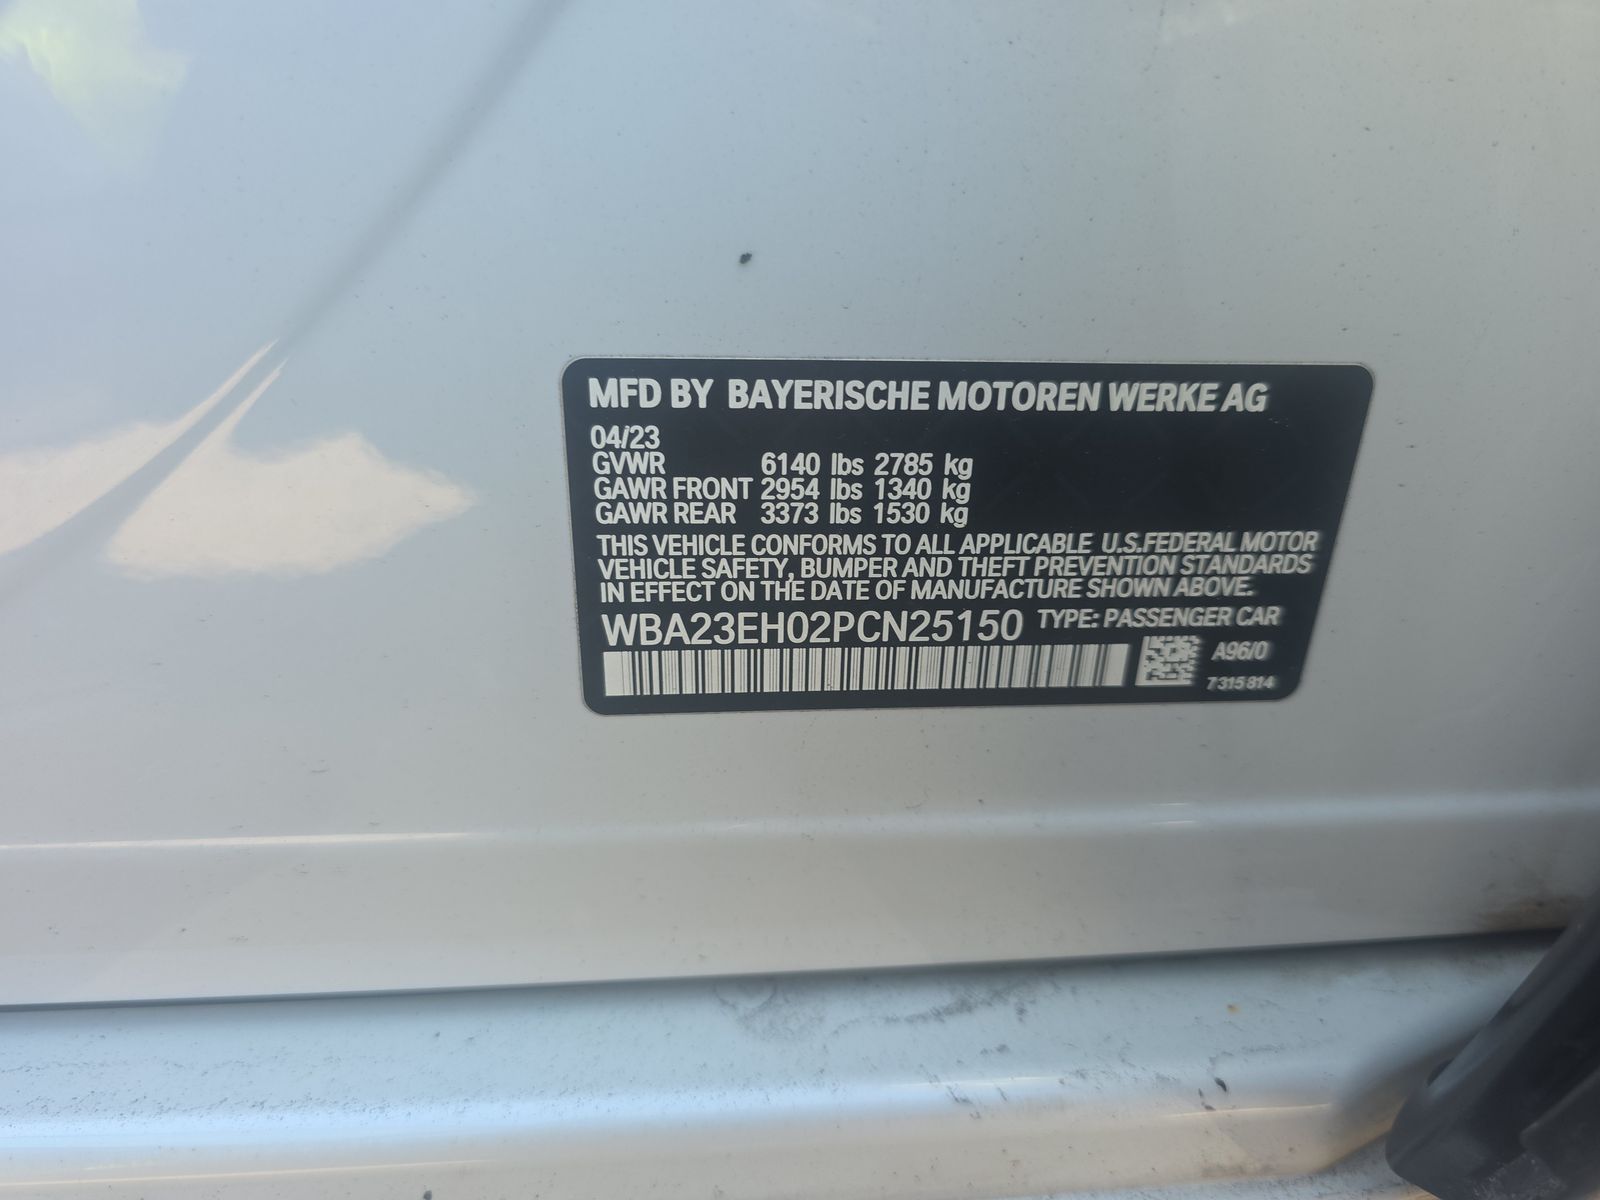 MFD BY BAYERISCHE MOTOREN WERKE AG
04/23
GVWR 6140 lbs 2785 kg
GAWR FRONT 2954 lbs 1340 kg
GAWR REAR 3373 lbs 1530 kg
THIS VEHICLE CONFORMS TO ALL APPLICABLE U.S.FEDERAL MOTOR
VEHICLE SAFETY, BUMPER AND THEFT PREVENTION STANDARDS
IN EFFECT ON THE DATE OF MANUFACTURE SHOWN ABOVE.
WBA23EH02PCN25150 TYPE: PASSENGER CAR
A96/0
7 315 814